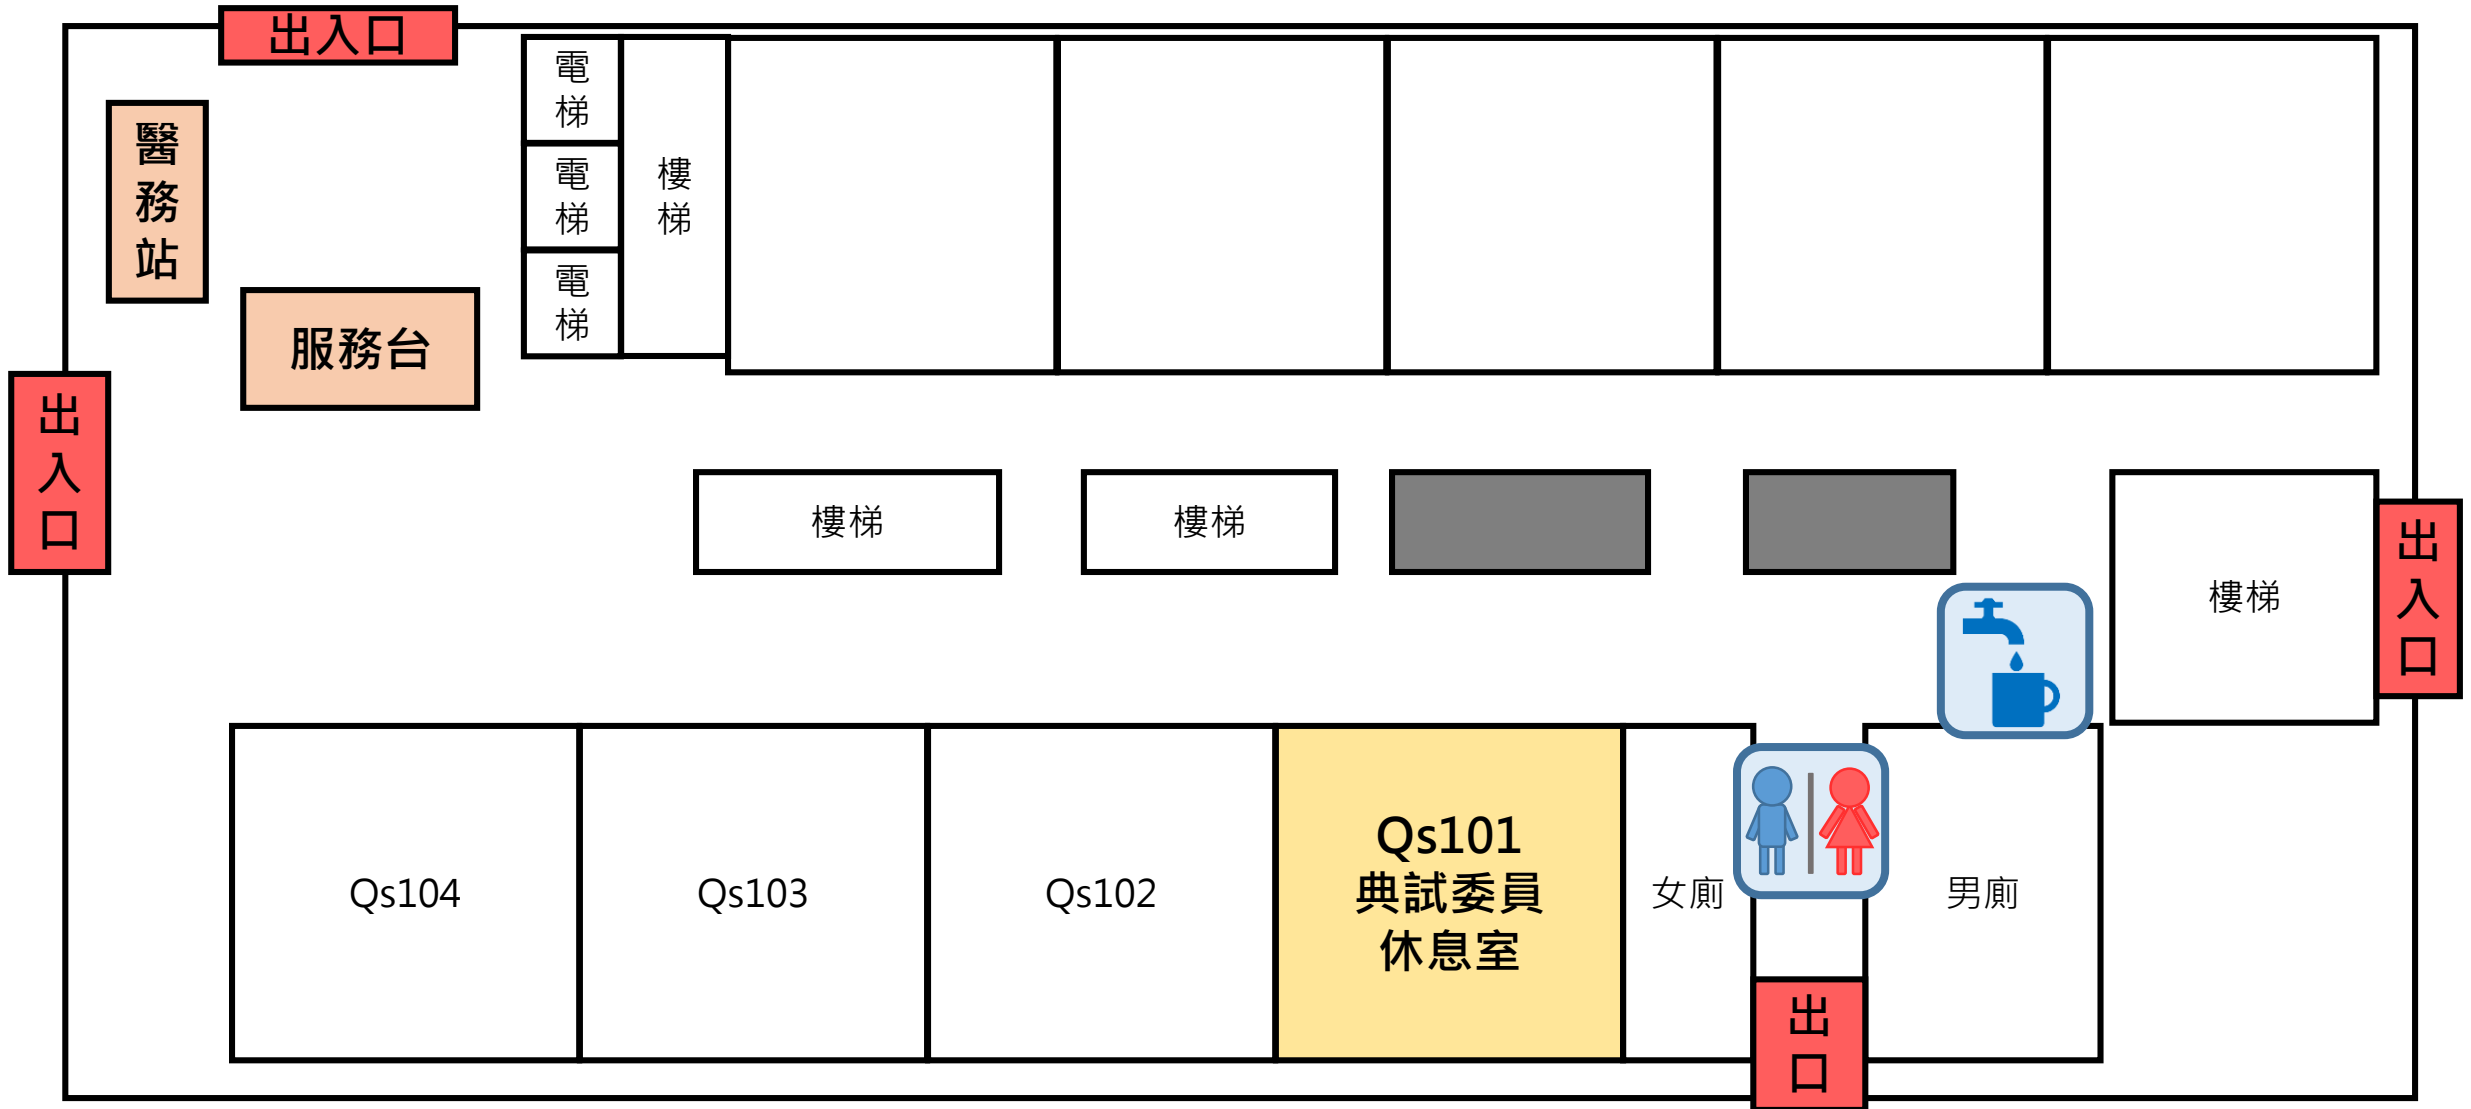 出入口
電梯
電梯
電梯
樓梯
醫務站
服務台
出入口
樓梯
樓梯
樓梯
出入口
Qs104
Qs103
Qs102
Qs101
典試委員
休息室
女廁
男廁
出口